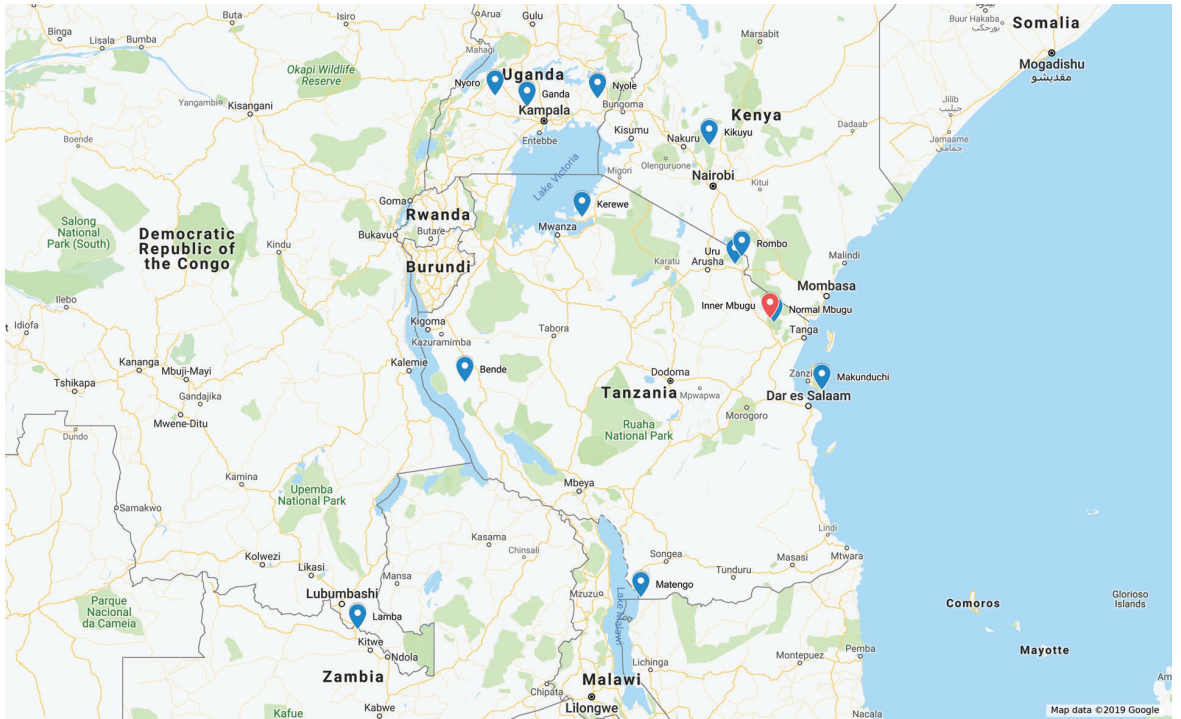 Somalia
Buur Hakaba
بورحكبة
Mogadishu
مقديشو
Jilib
جيليب
Jamaame
جمامي
Dadaab
Marsabit
Kenya
Kikuyu
Nakuru
Olenguruone
Nairobi
Kitui
Malindi
Mombasa
Arua
Gulu
Mahagi
Uganda
Nyoro
Ganda
Kampala
Entebbe
Nyole
Bungoma
Kisumu
Migori
Lake Victoria
Kerewe
Mwanza
Binga
Lisala
Bumba
Buta
Isiro
Okapi Wildlife
Reserve
Yangambi
Kisangani
Boende
Salong
National
Park (South)
Democratic
Republic of
the Congo
Kindu
Goma
Bukavu
Rwanda
Butare
Burundi
Karatu
Uru
Arusha
Rombo
Inner Mbugu
Normal Mbugu
Tanga
Ilebo
t
Idiofa
Kananga
Mbuji-Mayi
Tshikapa
Gandajika
Mwene-Ditu
Dundo
Kigoma
Kazuramimba
Kalemie
Bende
Tabora
Dodoma
Mpwapwa
Tanzania
Zanzi
Makunduchi
Dar es Salaam
Morogoro
Ruaha
National Park
Kamina
Upemba
National Park
Samakwo
Mbeya
Kasama
Chinsali
Lindi
Mtwara
Masasi
Songea
Tunduru
Matengo
Kolwezi
Likasi
Lubumbashi
Mansa
Lamba
Kitwe
Ndola
Mzuzu
Lake Malawi
Parque
Nacional
da Cameia
Zambia
Kabwe
Kafue
Chipata
Malawi
Lilongwe
Lichinga
Montepuez
Pemba
Nacala
Comoros
Glorioso
Islands
Mayotte
Am
Map data ©2019 Google